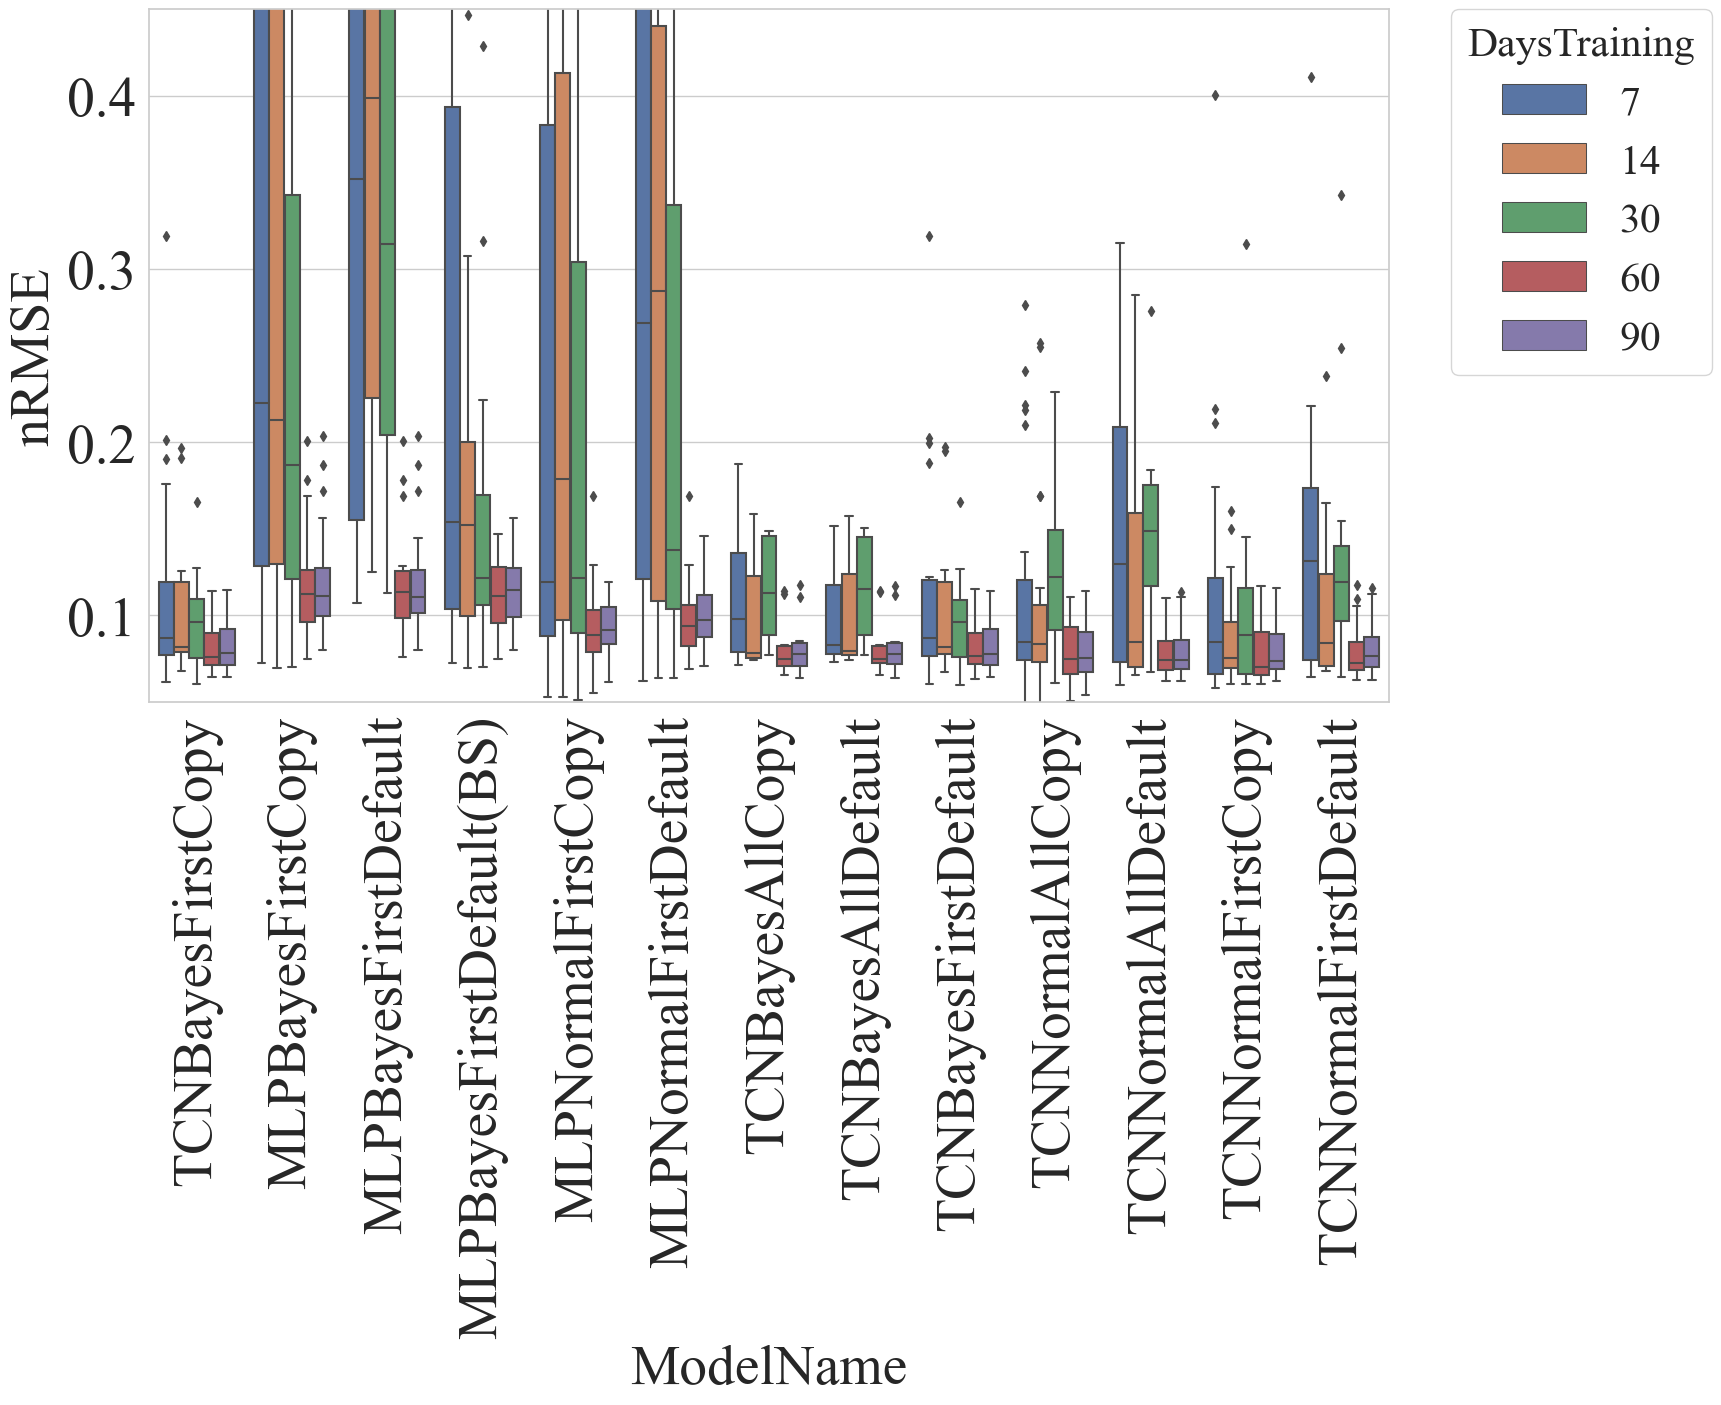 0.4
0.3
0.2
0.1
nRMSE
TCNBayesFirstCopy
MLPBayesFirstCopy
MLPBayesFirstDefault
MLPBayesFirstDefault(BS)
MLPNormalFirstCopy
MLPNormalFirstDefault
TCNBayesAllCopy
TCNBayesAllDefault
TCNBayesFirstDefault
TCNNormalAllCopy
TCNNormalAllDefault
TCNNormalFirstCopy
TCNNormalFirstDefault
ModelName
DaysTraining
7
14
30
60
90